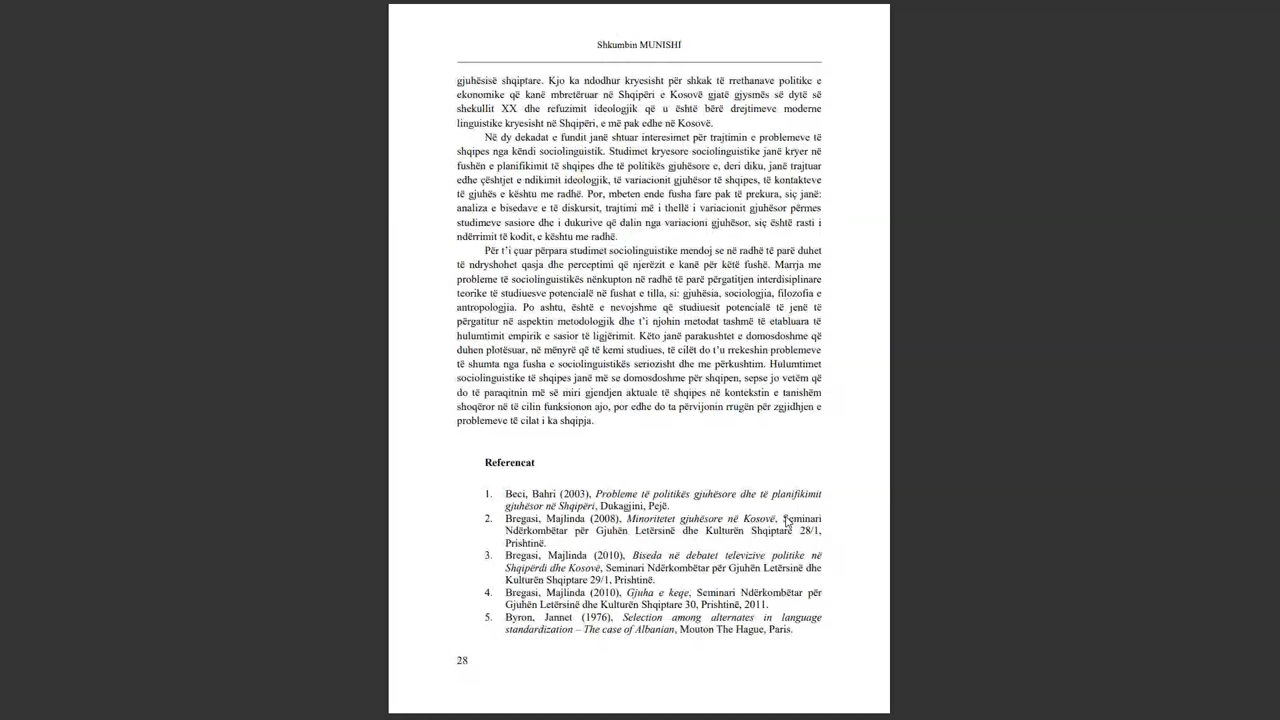 Shkumbin MUNISHI
gjuhësisë shqiptare. Kjo ka ndodhur kryesisht për shkak të rrethanave politike e
ekonomike që kanë mbretëruar në Shqipëri e Kosovë gjatë gjysmës së dytë së
shekullit XX dhe refuzimit ideologjik që u është bërë drejtimeve moderne
linguistike kryesisht në Shqipëri, e më pak edhe në Kosovë.
Në dy dekadat e fundit janë shtuar interesimet për trajtimin e problemeve të
shqipes nga këndi sociolinguistik. Studimet kryesore sociolinguistike janë kryer në
fushën e planifikimit të shqipes dhe të politikës gjuhësore e, deri diku, janë trajtuar
edhe çështjet e ndikimit ideologjik, të variacionit gjuhësor të shqipes, të kontakteve
të gjuhës e kështu me radhë. Por, mbeten ende fusha fare pak të prekura, siç janë:
analiza e bisedave e të diskursit, trajtimi më i thellë i variacionit gjuhësor përmes
studimeve sasiore dhe i dukurive që dalin nga variacioni gjuhësor, siç është rasti i
ndërrimit të kodit, e kështu me radhë.
Për t’i çuar përpara studimet sociolinguistike mendoj se në radhë të parë duhet
të ndryshohet qasja dhe perceptimi që njerëzit e kanë për këtë fushë. Marrja me
probleme të sociolinguistikës nënkupton në radhë të parë përgatitjen interdisiplinare
teorike të studiuesve potencialë në fushat e tilla, si: gjuhësia, sociologjia, filozofia e
antropologjia. Po ashtu, është e nevojshme që studiuesit potencialë të jenë të
përgatitur në aspektin metodologjik dhe t’i njohin metodat tashmë të etabluara të
hulumtimit empirik e sasior të ligjërimit. Këto janë parakushtet e domosdoshme që
duhen plotësuar, në mënyrë që të kemi studiues, të cilët do t’u rrekeshin problemeve
të shumta nga fusha e sociolinguistikës seriozisht dhe me përkushtim. Hulumtimet
sociolinguistike të shqipes janë më se domosdoshme për shqipen, sepse jo vetëm që
do të paraqitnin më së miri gjendjen aktuale të shqipes në kontekstin e tanishëm
shoqëror në të cilin funksionon ajo, por edhe do ta përvijonin rrugën për zgjidhjen e
problemeve të cilat i ka shqipja.
Referencat
1. Beci, Bahri (2003), Probleme të politikës gjuhësore dhe të planifikimit
gjuhësor në Shqipëri, Dukagjini, Pejë.
2. Bregasi, Majlinda (2008), Minoritetet gjuhësore në Kosovë, Seminari
Ndërkombëtar për Gjuhën Letërsinë dhe Kulturën Shqiptare 28/1,
Prishtinë.
3. Bregasi, Majlinda (2010), Biseda në debatet televizive politike në
Shqipërdi dhe Kosovë, Seminari Ndërkombëtar për Gjuhën Letërsinë dhe
Kulturën Shqiptare 29/1, Prishtinë.
4. Bregasi, Majlinda (2010), Gjuha e keqe, Seminari Ndërkombëtar për
Gjuhën Letërsinë dhe Kulturën Shqiptare 30, Prishtinë, 2011.
5. Byron, Jannet (1976), Selection among alternates in language
standardization – The case of Albanian, Mouton The Hague, Paris.
28